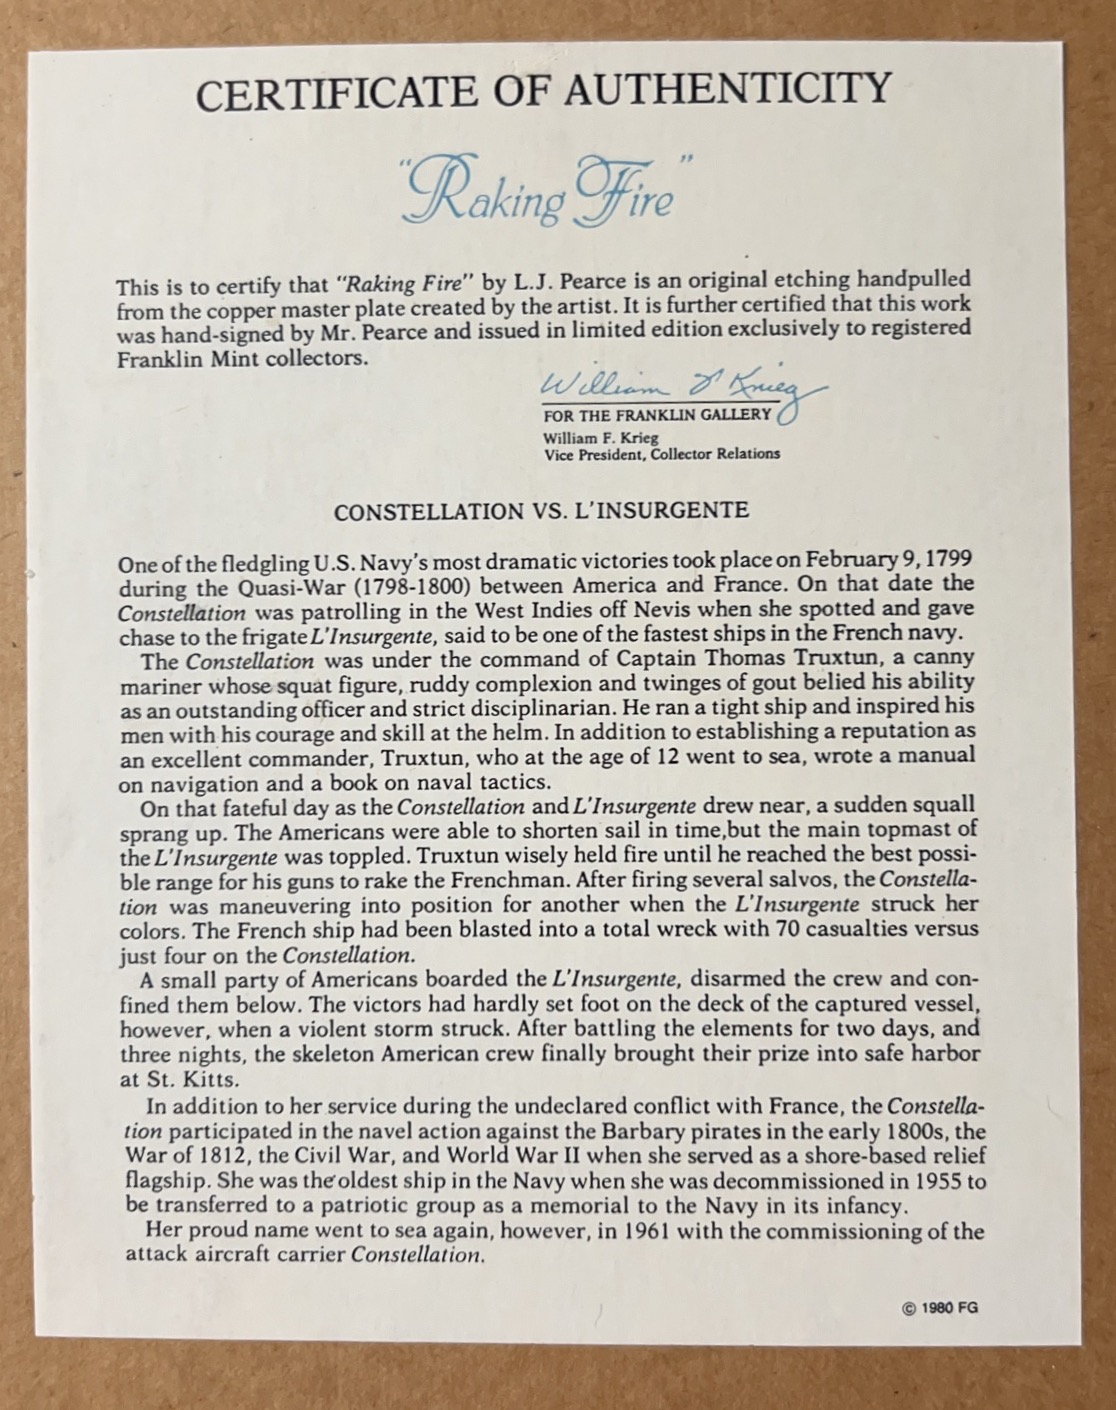 CERTIFICATE OF AUTHENTICITY
"Raking Fire"
This is to certify that "Raking Fire" by L.J. Pearce is an original etching handpulled
from the copper master plate created by the artist. It is further certified that this work
was hand-signed by Mr. Pearce and issued in limited edition exclusively to registered
Franklin Mint collectors.
William F Krieg
FOR THE FRANKLIN GALLERY
William F. Krieg
Vice President, Collector Relations
CONSTELLATION VS. L'INSURGENTE
One of the fledgling U.S. Navy's most dramatic victories took place on February 9, 1799
during the Quasi-War (1798-1800) between America and France. On that date the
Constellation was patrolling in the West Indies off Nevis when she spotted and gave
chase to the frigate L'Insurgente, said to be one of the fastest ships in the French navy.
The Constellation was under the command of Captain Thomas Truxtun, a canny
mariner whose squat figure, ruddy complexion and twinges of gout belied his ability
as an outstanding officer and strict disciplinarian. He ran a tight ship and inspired his
men with his courage and skill at the helm. In addition to establishing a reputation as
an excellent commander, Truxtun, who at the age of 12 went to sea, wrote a manual
on navigation and a book on naval tactics.
On that fateful day as the Constellation and L'Insurgente drew near, a sudden squall
sprang up. The Americans were able to shorten sail in time,but the main topmast of
the L'Insurgente was toppled. Truxtun wisely held fire until he reached the best possi-
ble range for his guns to rake the Frenchman. After firing several salvos, the Constella-
tion was maneuvering into position for another when the L'Insurgente struck her
colors. The French ship had been blasted into a total wreck with 70 casualties versus
just four on the Constellation.
A small party of Americans boarded the L'Insurgente, disarmed the crew and con-
fined them below. The victors had hardly set foot on the deck of the captured vessel,
however, when a violent storm struck. After battling the elements for two days, and
three nights, the skeleton American crew finally brought their prize into safe harbor
at St. Kitts.
In addition to her service during the undeclared conflict with France, the Constella-
tion participated in the navel action against the Barbary pirates in the early 1800s, the
War of 1812, the Civil War, and World War II when she served as a shore-based relief
flagship. She was the oldest ship in the Navy when she was decommissioned in 1955 to
be transferred to a patriotic group as a memorial to the Navy in its infancy.
Her proud name went to sea again, however, in 1961 with the commissioning of the
attack aircraft carrier Constellation.
© 1980 FG